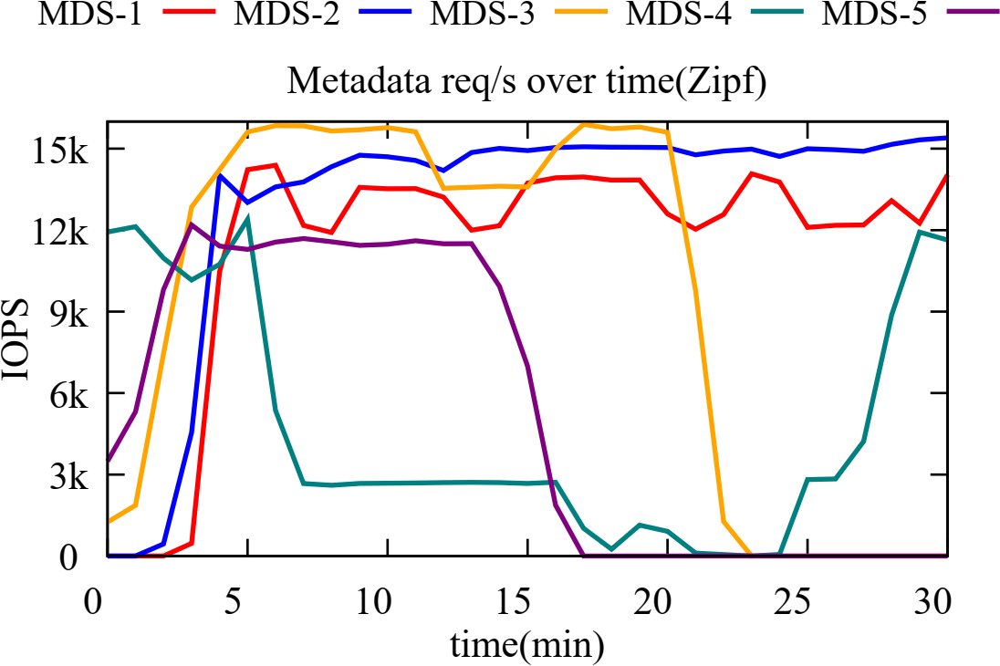 MDS-1 MDS-2 MDS-3 MDS-4 MDS-5
Metadata req/s over time(Zipf)
15k
12k
9k
6k
3k
0
IOPS
0 5 10 15 20 25 30
time(min)